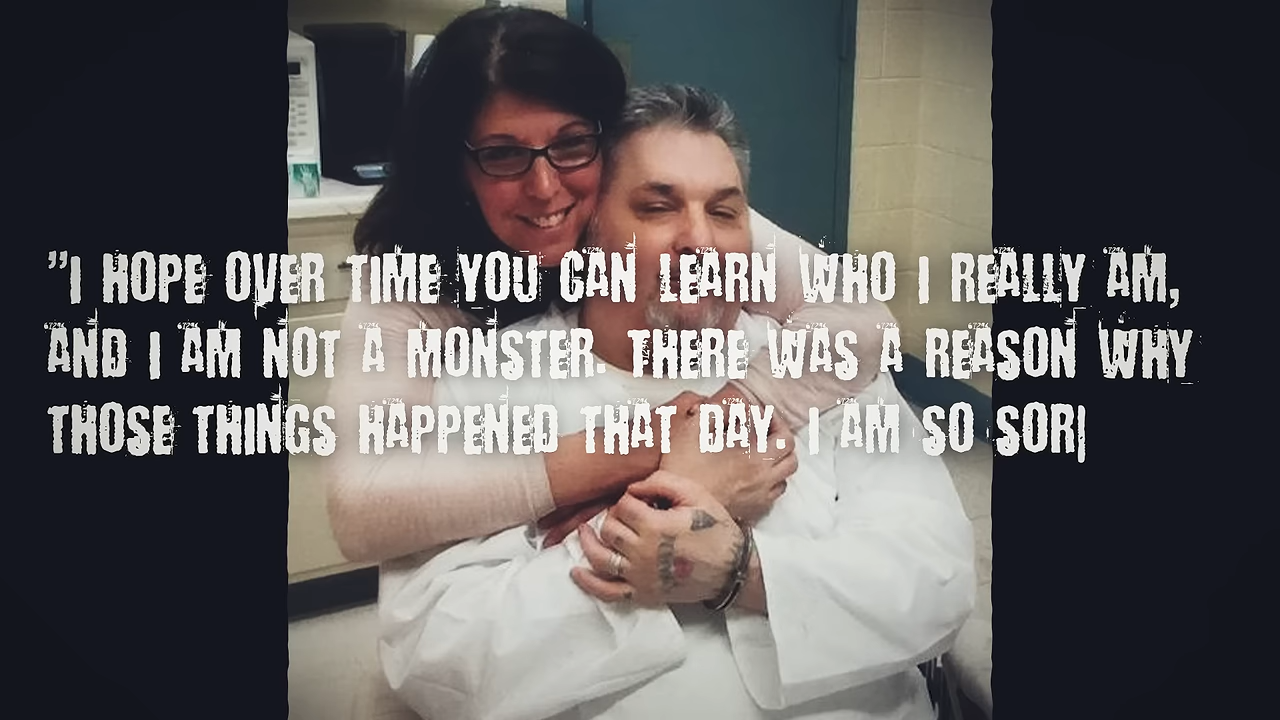 "I HOPE OVER TIME YOU CAN LEARN WHO I REALLY AM,
AND I AM NOT A MONSTER. THERE WAS A REASON WHY
THOSE THINGS HAPPENED THAT DAY. I AM SO SOR|